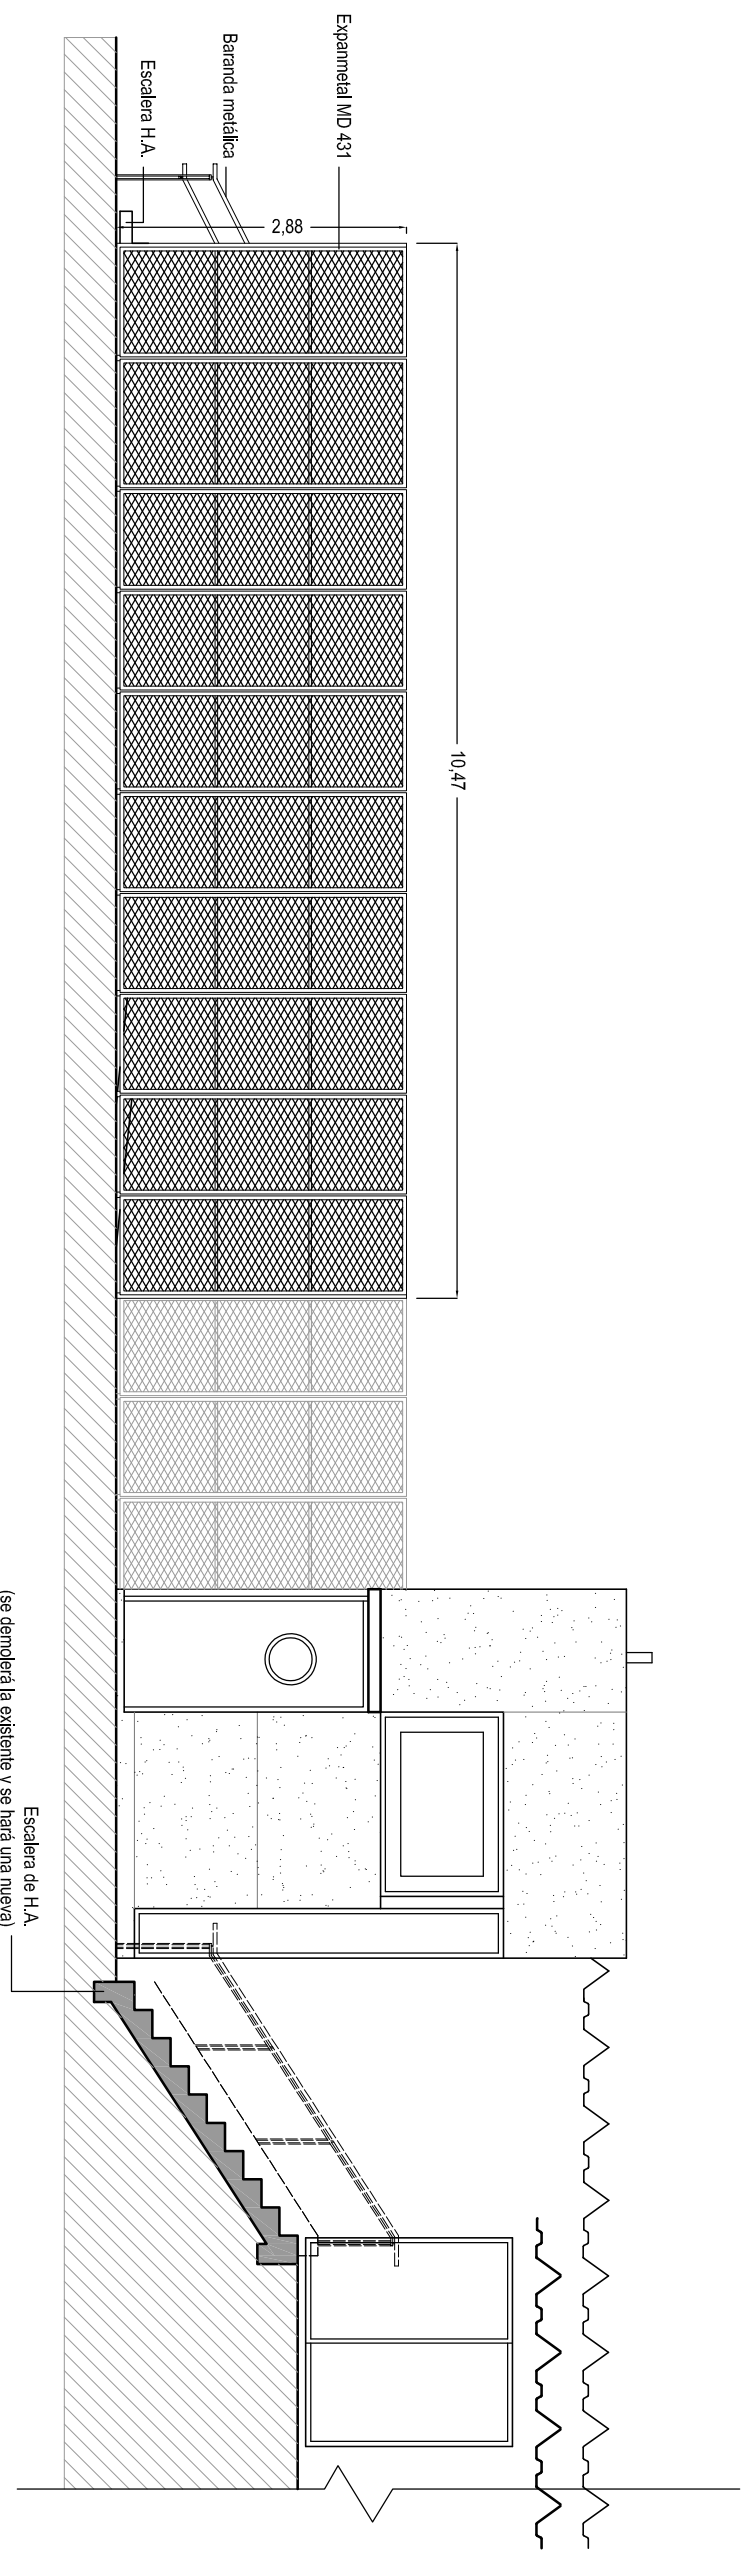 Expanmetal MD 431
Baranda metálica
Escalera H.A.
2,88
10,47
Escalera de H.A.
(se demolerá la existente y se hará una nueva)